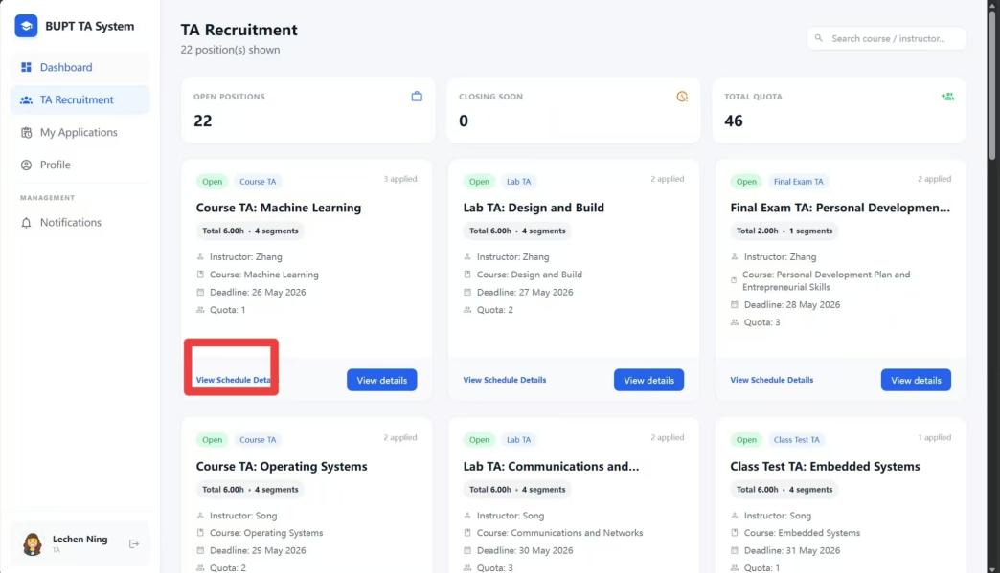 BUPT TA System
Dashboard
TA Recruitment
My Applications
Profile
MANAGEMENT
Notifications
Lechen Ning
TA
TA Recruitment
22 position(s) shown
Search course / instructor...
OPEN POSITIONS
22
CLOSING SOON
0
TOTAL QUOTA
46
Open Course TA 3 applied
Course TA: Machine Learning
Total 6.00h • 4 segments
Instructor: Zhang
Course: Machine Learning
Deadline: 26 May 2026
Quota: 1
View Schedule Deta View details
Open Lab TA 2 applied
Lab TA: Design and Build
Total 6.00h • 4 segments
Instructor: Zhang
Course: Design and Build
Deadline: 27 May 2026
Quota: 2
View Schedule Details View details
Open Final Exam TA 2 applied
Final Exam TA: Personal Developmen...
Total 2.00h • 1 segments
Instructor: Zhang
Course: Personal Development Plan and
Entrepreneurial Skills
Deadline: 28 May 2026
Quota: 3
View Schedule Details View details
Open Course TA 2 applied
Course TA: Operating Systems
Total 6.00h • 4 segments
Instructor: Song
Course: Operating Systems
Deadline: 29 May 2026
Quota: 2
Open Lab TA 2 applied
Lab TA: Communications and...
Total 6.00h • 4 segments
Instructor: Song
Course: Communications and Networks
Deadline: 30 May 2026
Quota: 3
Open Class Test TA 1 applied
Class Test TA: Embedded Systems
Total 6.00h • 4 segments
Instructor: Song
Course: Embedded Systems
Deadline: 31 May 2026
Quota: 1